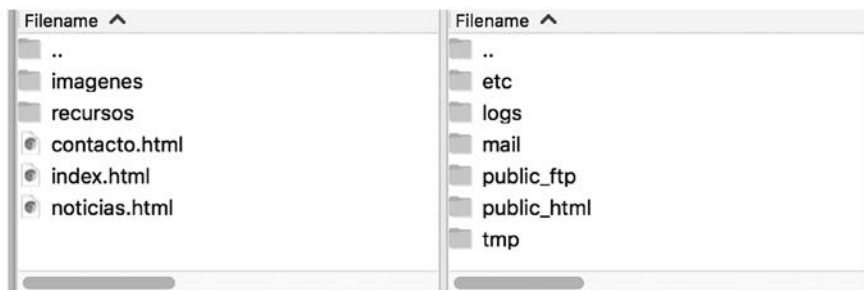 Filename
..
imagenes
recursos
contacto.html
index.html
noticias.html
Filename
..
etc
logs
mail
public_ftp
public_html
tmp